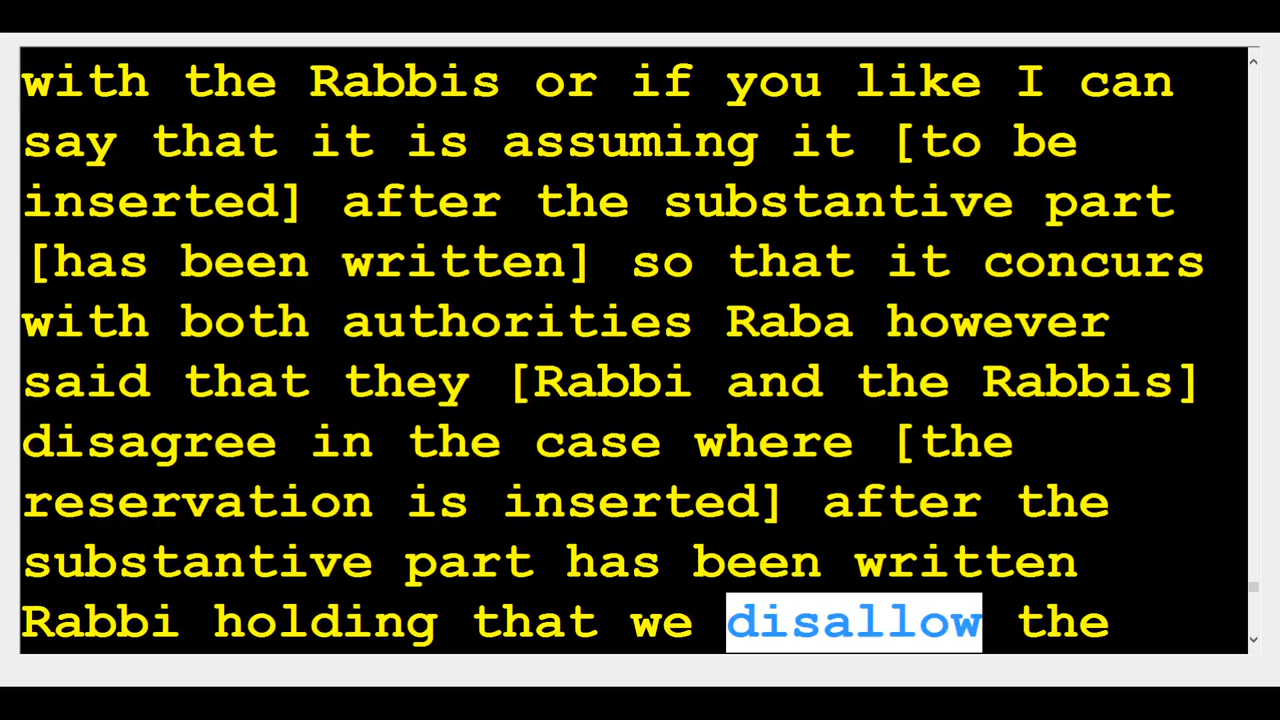 with the Rabbis or if you like I can
say that it is assuming it [to be
inserted] after the substantive part
[has been written] so that it concurs
with both authorities Raba however
said that they [Rabbi and the Rabbis]
disagree in the case where [the
reservation is inserted] after the
substantive part has been written
Rabbi holding that we disallow the